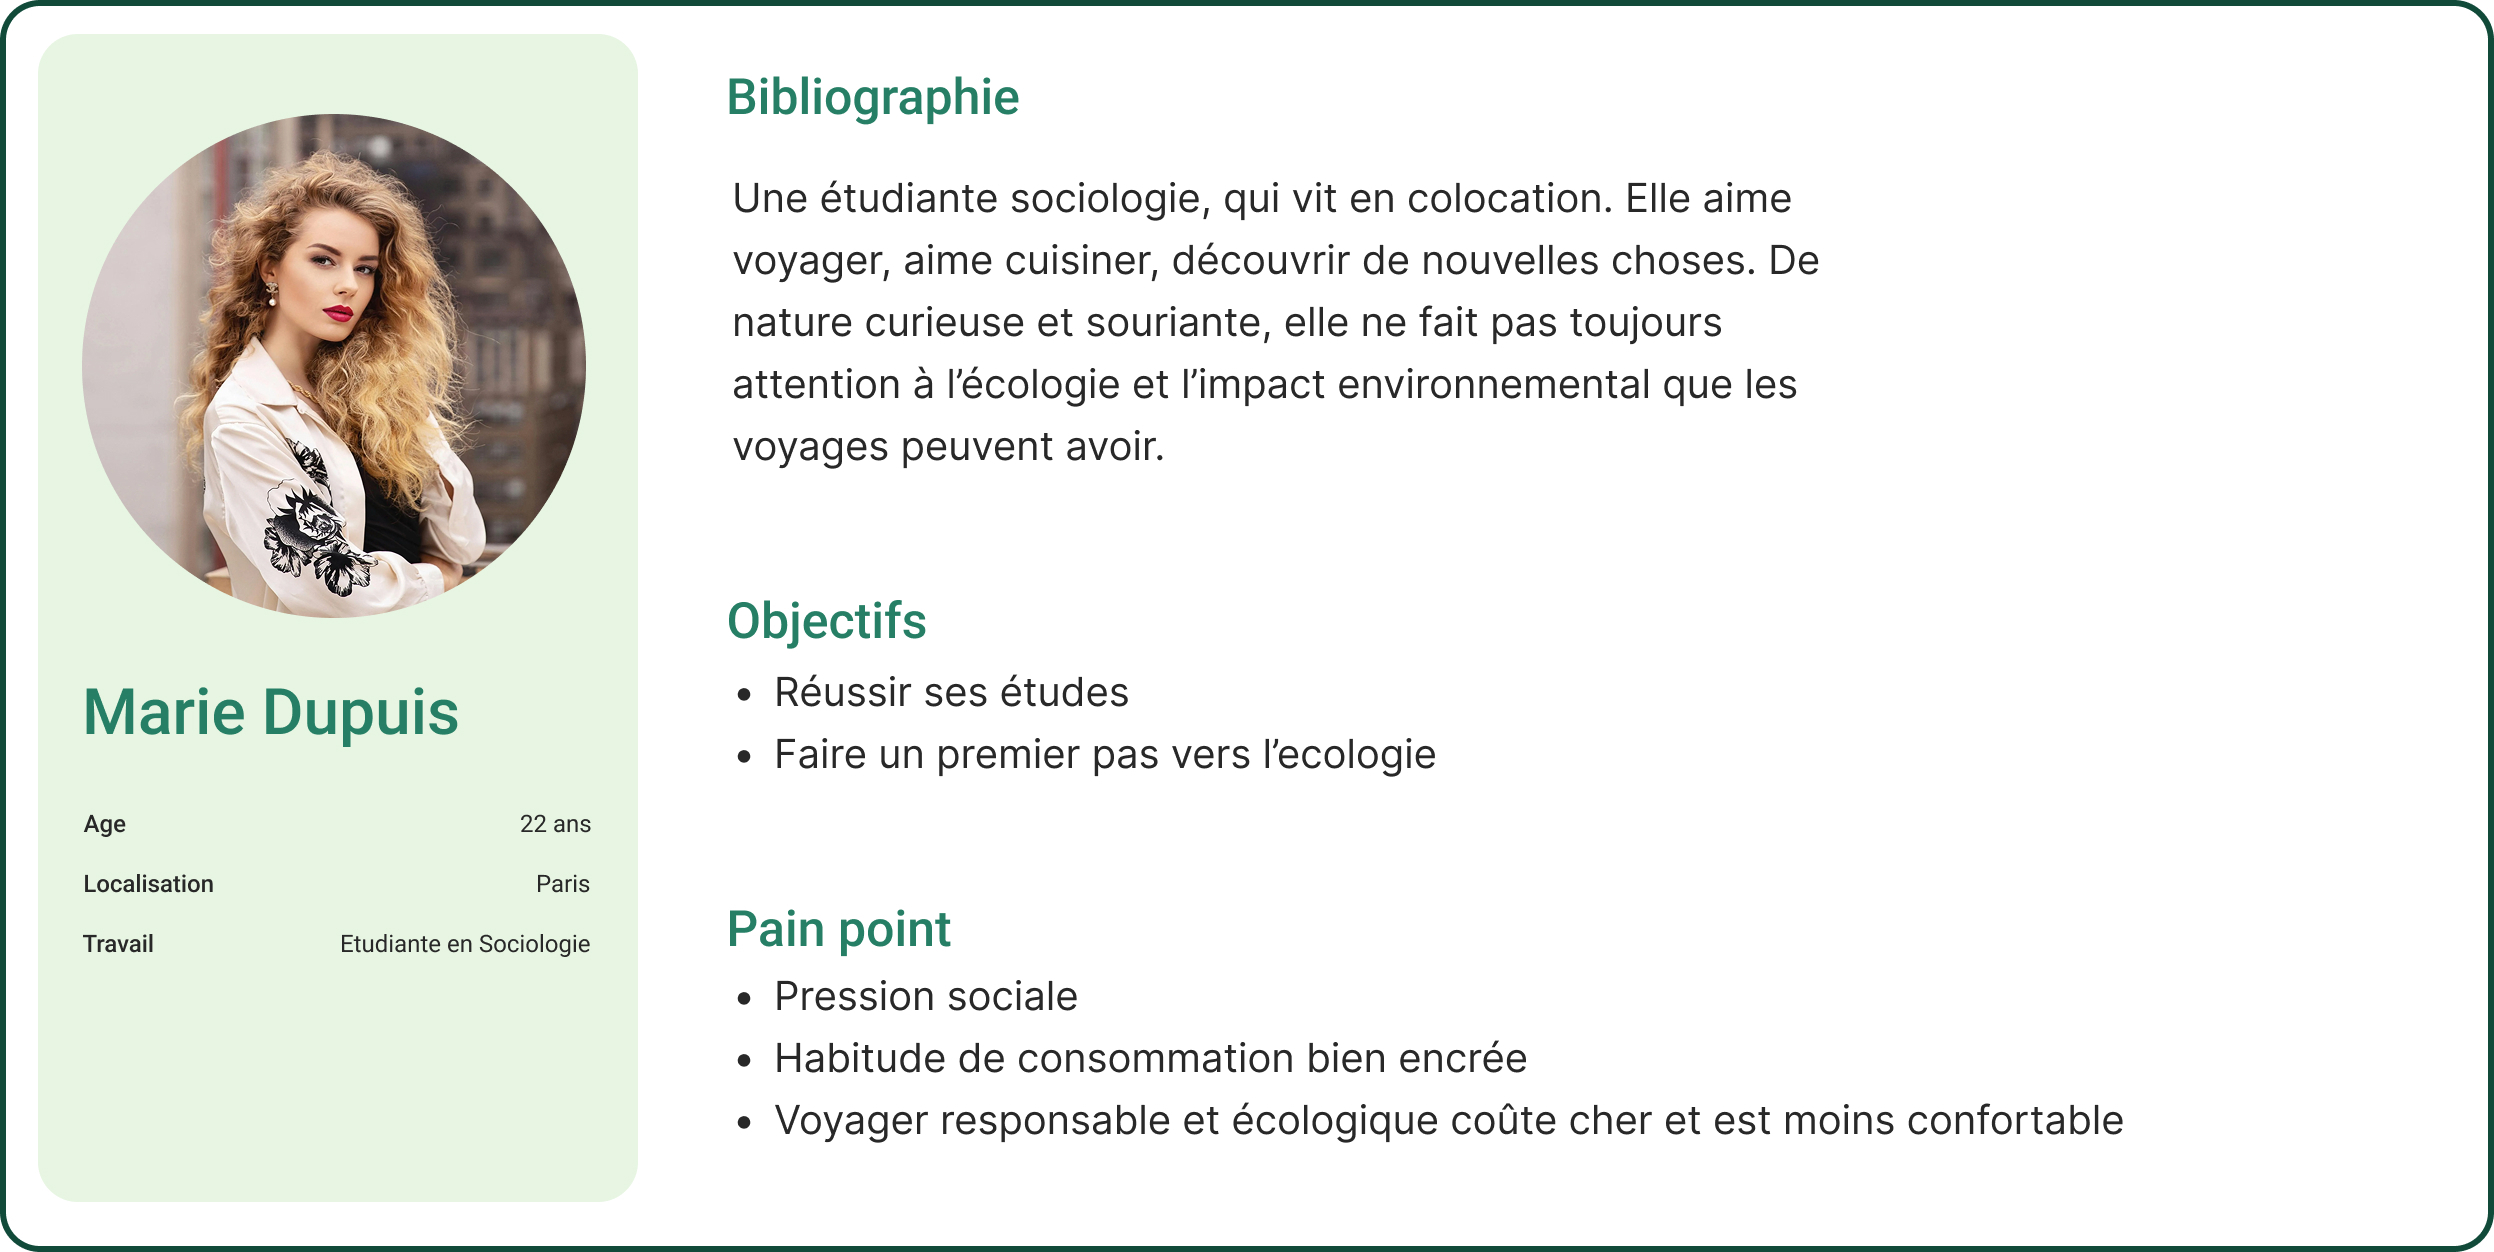 Marie Dupuis
Age 22 ans
Localisation Paris
Travail Etudiante en Sociologie
Bibliographie
Une étudiante sociologie, qui vit en colocation. Elle aime
voyager, aime cuisiner, découvrir de nouvelles choses. De
nature curieuse et souriante, elle ne fait pas toujours
attention à l’écologie et l’impact environnemental que les
voyages peuvent avoir.
Objectifs
• Réussir ses études
• Faire un premier pas vers l’ecologie
Pain point
• Pression sociale
• Habitude de consommation bien encrée
• Voyager responsable et écologique coûte cher et est moins confortable